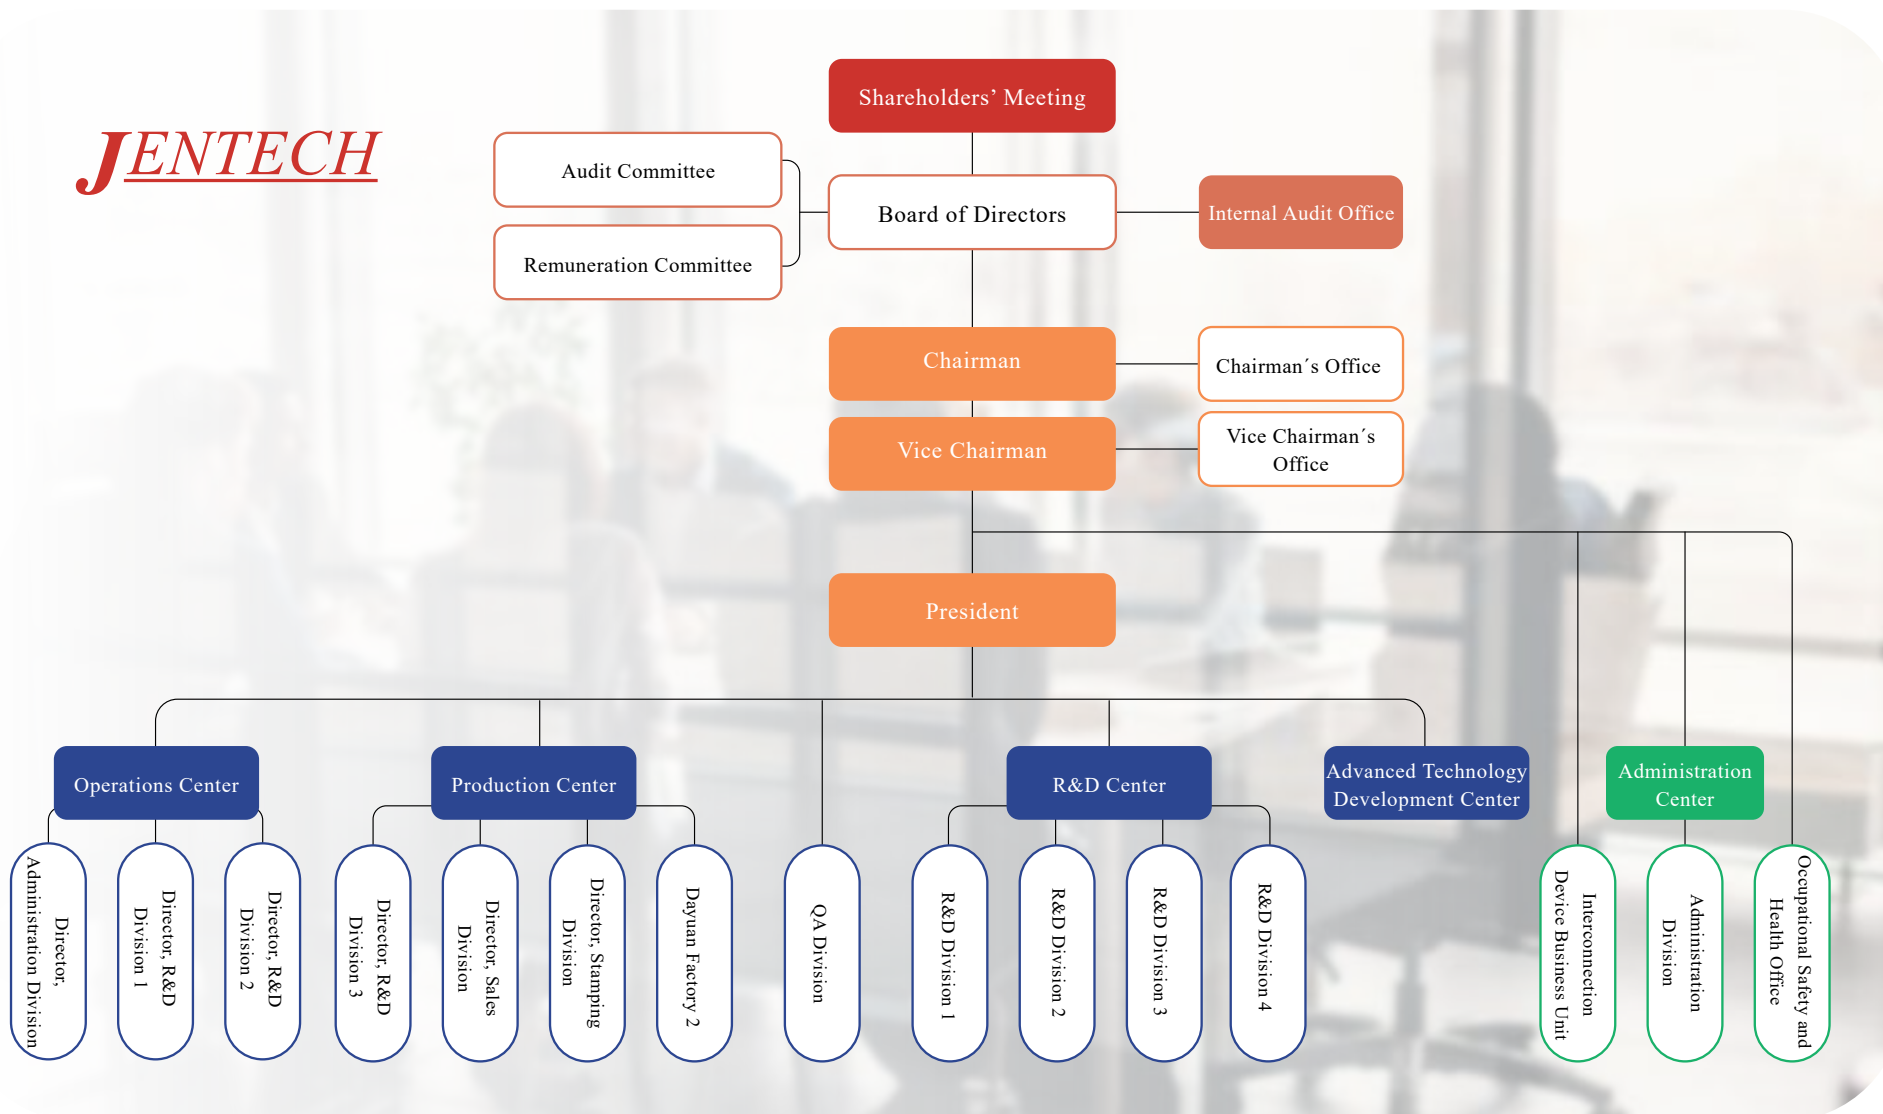 JENTECH
Shareholders’ Meeting
Audit Committee
Board of Directors
Internal Audit Office
Remuneration Committee
Chairman
Chairman´s Office
Vice Chairman
Vice Chairman´s
Office
President
Operations Center
Production Center
R&D Center
Advanced Technology
Development Center
Administration
Center
Director,
Administration Division
Director, R&D
Division 1
Director, R&D
Division 2
Director, R&D
Division 3
Director, Sales
Division
Director, Stamping
Division
Dayuan Factory 2
QA Division
R&D Division 1
R&D Division 2
R&D Division 3
R&D Division 4
Interconnection
Device Business Unit
Administration
Division
Occupational Safety and
Health Office